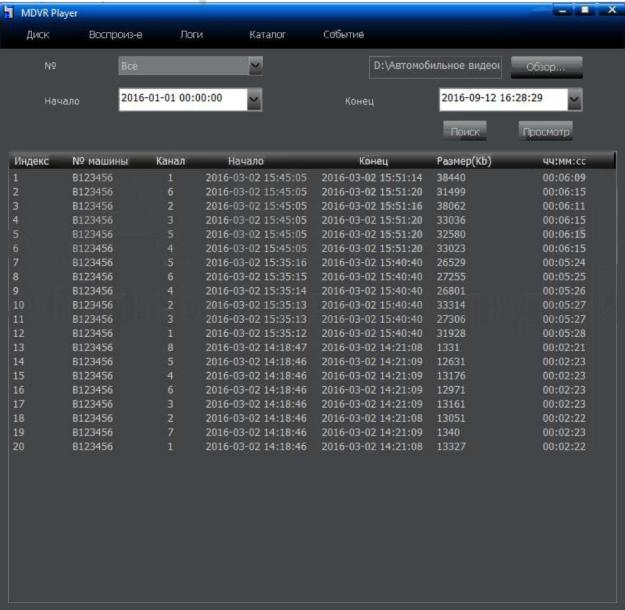 MDVR Player
Диск Воспроиз-е Логи Каталог Событие
№ Все D:\Автомобильное видео Обзор...
Начало 2016-01-01 00:00:00 Конец 2016-09-12 16:28:29
Поиск Просмотр
Индекс № машины Канал Начало Конец Размер(Kb) чч:мм:сс
1 B123456 1 2016-03-02 15:45:05 2016-03-02 15:51:14 38440 00:06:09
2 B123456 6 2016-03-02 15:45:05 2016-03-02 15:51:20 31499 00:06:15
3 B123456 2 2016-03-02 15:45:05 2016-03-02 15:51:16 38062 00:06:11
4 B123456 3 2016-03-02 15:45:05 2016-03-02 15:51:20 33036 00:06:15
5 B123456 5 2016-03-02 15:45:05 2016-03-02 15:51:20 32580 00:06:15
6 B123456 4 2016-03-02 15:45:05 2016-03-02 15:51:20 33023 00:06:15
7 B123456 5 2016-03-02 15:35:16 2016-03-02 15:40:40 26529 00:05:24
8 B123456 6 2016-03-02 15:35:15 2016-03-02 15:40:40 27255 00:05:25
9 B123456 4 2016-03-02 15:35:14 2016-03-02 15:40:40 26801 00:05:26
10 B123456 2 2016-03-02 15:35:13 2016-03-02 15:40:40 33314 00:05:27
11 B123456 3 2016-03-02 15:35:13 2016-03-02 15:40:40 27306 00:05:27
12 B123456 1 2016-03-02 15:35:12 2016-03-02 15:40:40 31928 00:05:28
13 B123456 8 2016-03-02 14:18:47 2016-03-02 14:21:08 1331 00:02:21
14 B123456 5 2016-03-02 14:18:46 2016-03-02 14:21:09 12631 00:02:23
15 B123456 4 2016-03-02 14:18:46 2016-03-02 14:21:09 13176 00:02:23
16 B123456 6 2016-03-02 14:18:46 2016-03-02 14:21:09 12971 00:02:23
17 B123456 3 2016-03-02 14:18:46 2016-03-02 14:21:09 13161 00:02:23
18 B123456 2 2016-03-02 14:18:46 2016-03-02 14:21:08 13051 00:02:22
19 B123456 7 2016-03-02 14:18:46 2016-03-02 14:21:09 1340 00:02:23
20 B123456 1 2016-03-02 14:18:46 2016-03-02 14:21:08 13327 00:02:22